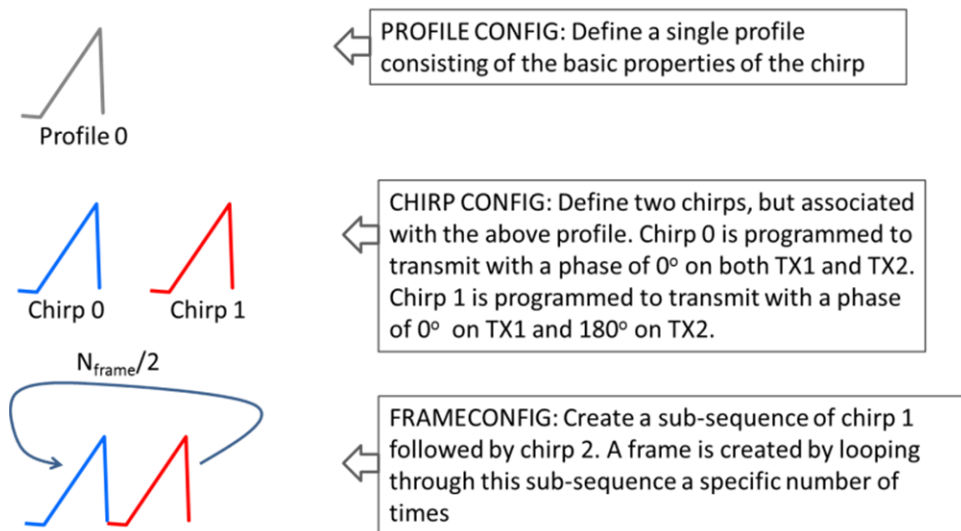 PROFILE CONFIG: Define a single profile
consisting of the basic properties of the chirp
Profile 0
CHIRP CONFIG: Define two chirps, but associated
with the above profile. Chirp 0 is programmed to
transmit with a phase of 0° on both TX1 and TX2.
Chirp 1 is programmed to transmit with a phase
of 0° on TX1 and 180° on TX2.
Chirp 0
Chirp 1
Nframe/2
FRAMECONFIG: Create a sub-sequence of chirp 1
followed by chirp 2. A frame is created by looping
through this sub-sequence a specific number of
times